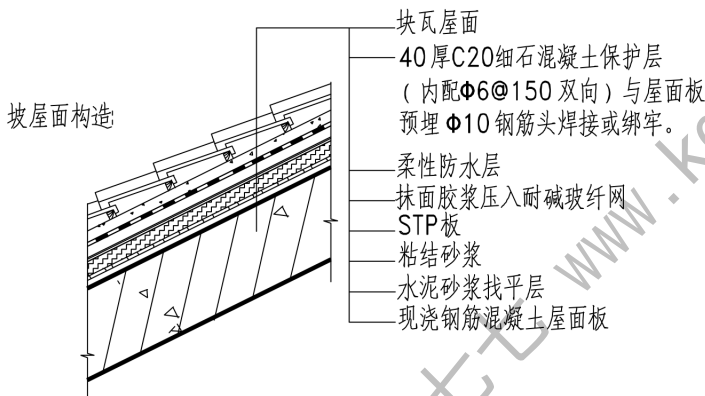 块瓦屋面
40厚C20细石混凝土保护层
（内配Φ6@150双向）与屋面板
预埋Φ10钢筋头焊接或绑牢。
坡屋面构造
柔性防水层
抹面胶浆压入耐碱玻纤网
STP板
粘结砂浆
水泥砂浆找平层
现浇钢筋混凝土屋面板
七七 www.ko